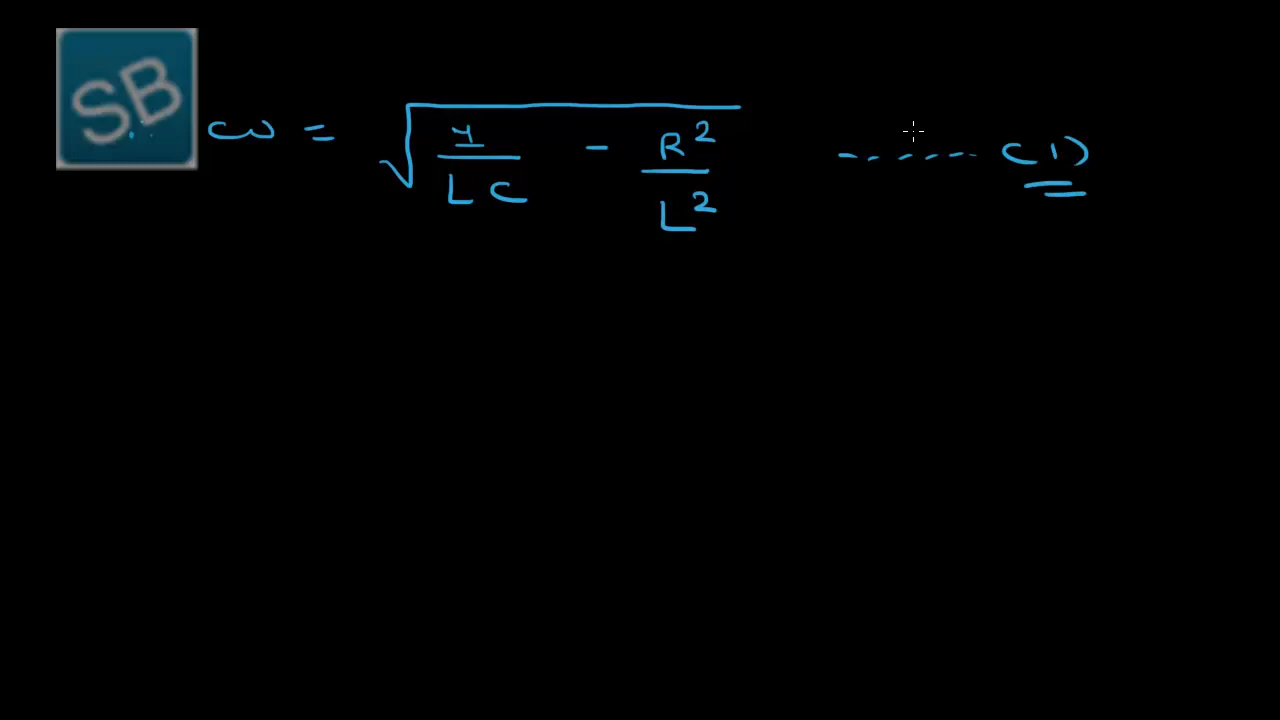 SB
∴ ω = √(1/LC - R²/L²) ------ (1)